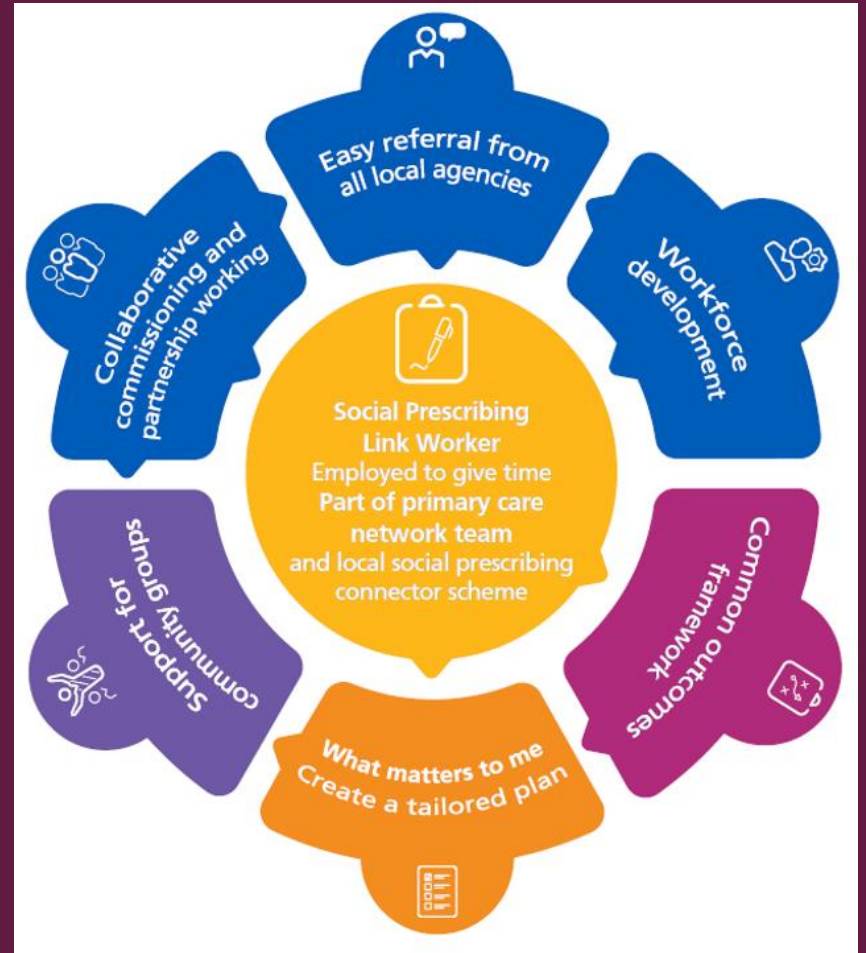 Easy referral from
all local agencies
Workforce
development
Common outcomes
framework
What matters to me
Create a tailored plan
Support for
community groups
Collaborative
commissioning and
partnership working
Social Prescribing
Link Worker
Employed to give time
Part of primary care
network team
and local social prescribing
connector scheme